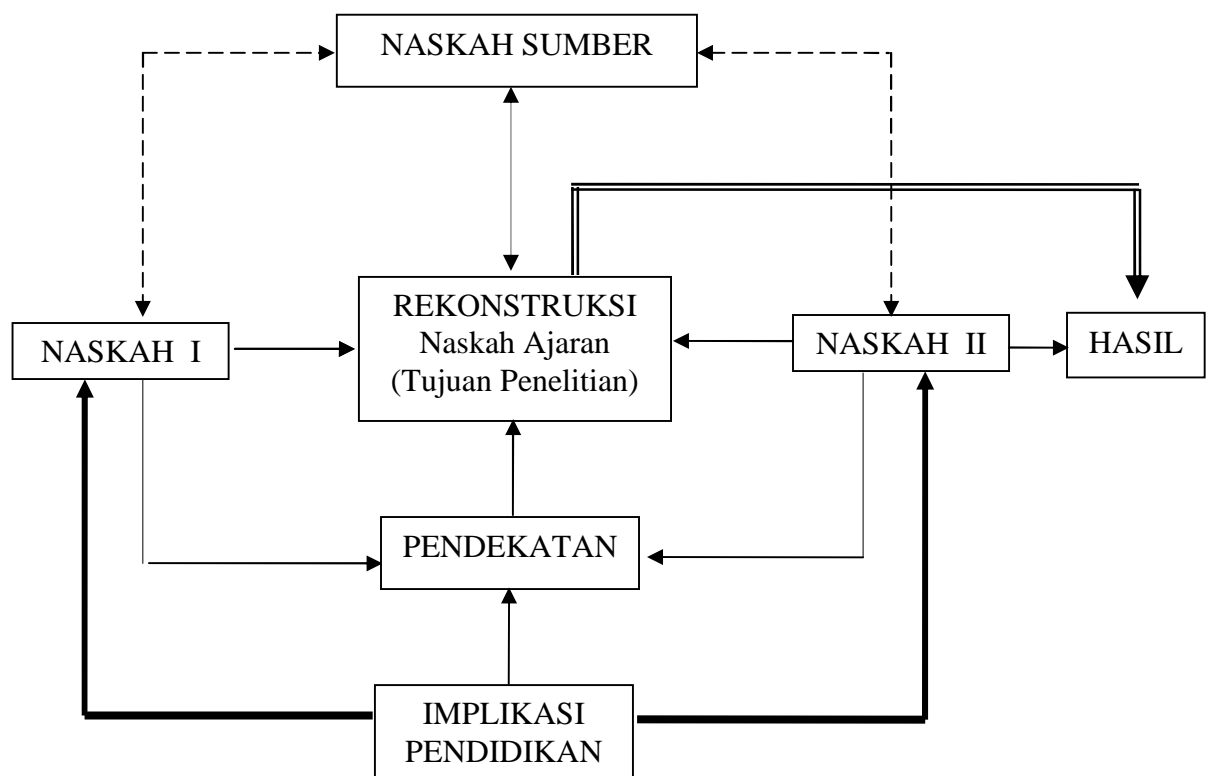 NASKAH SUMBER
REKONSTRUKSI
Naskah Ajaran
(Tujuan Penelitian)
NASKAH I
NASKAH II
HASIL
PENDEKATAN
IMPLIKASI
PENDIDIKAN